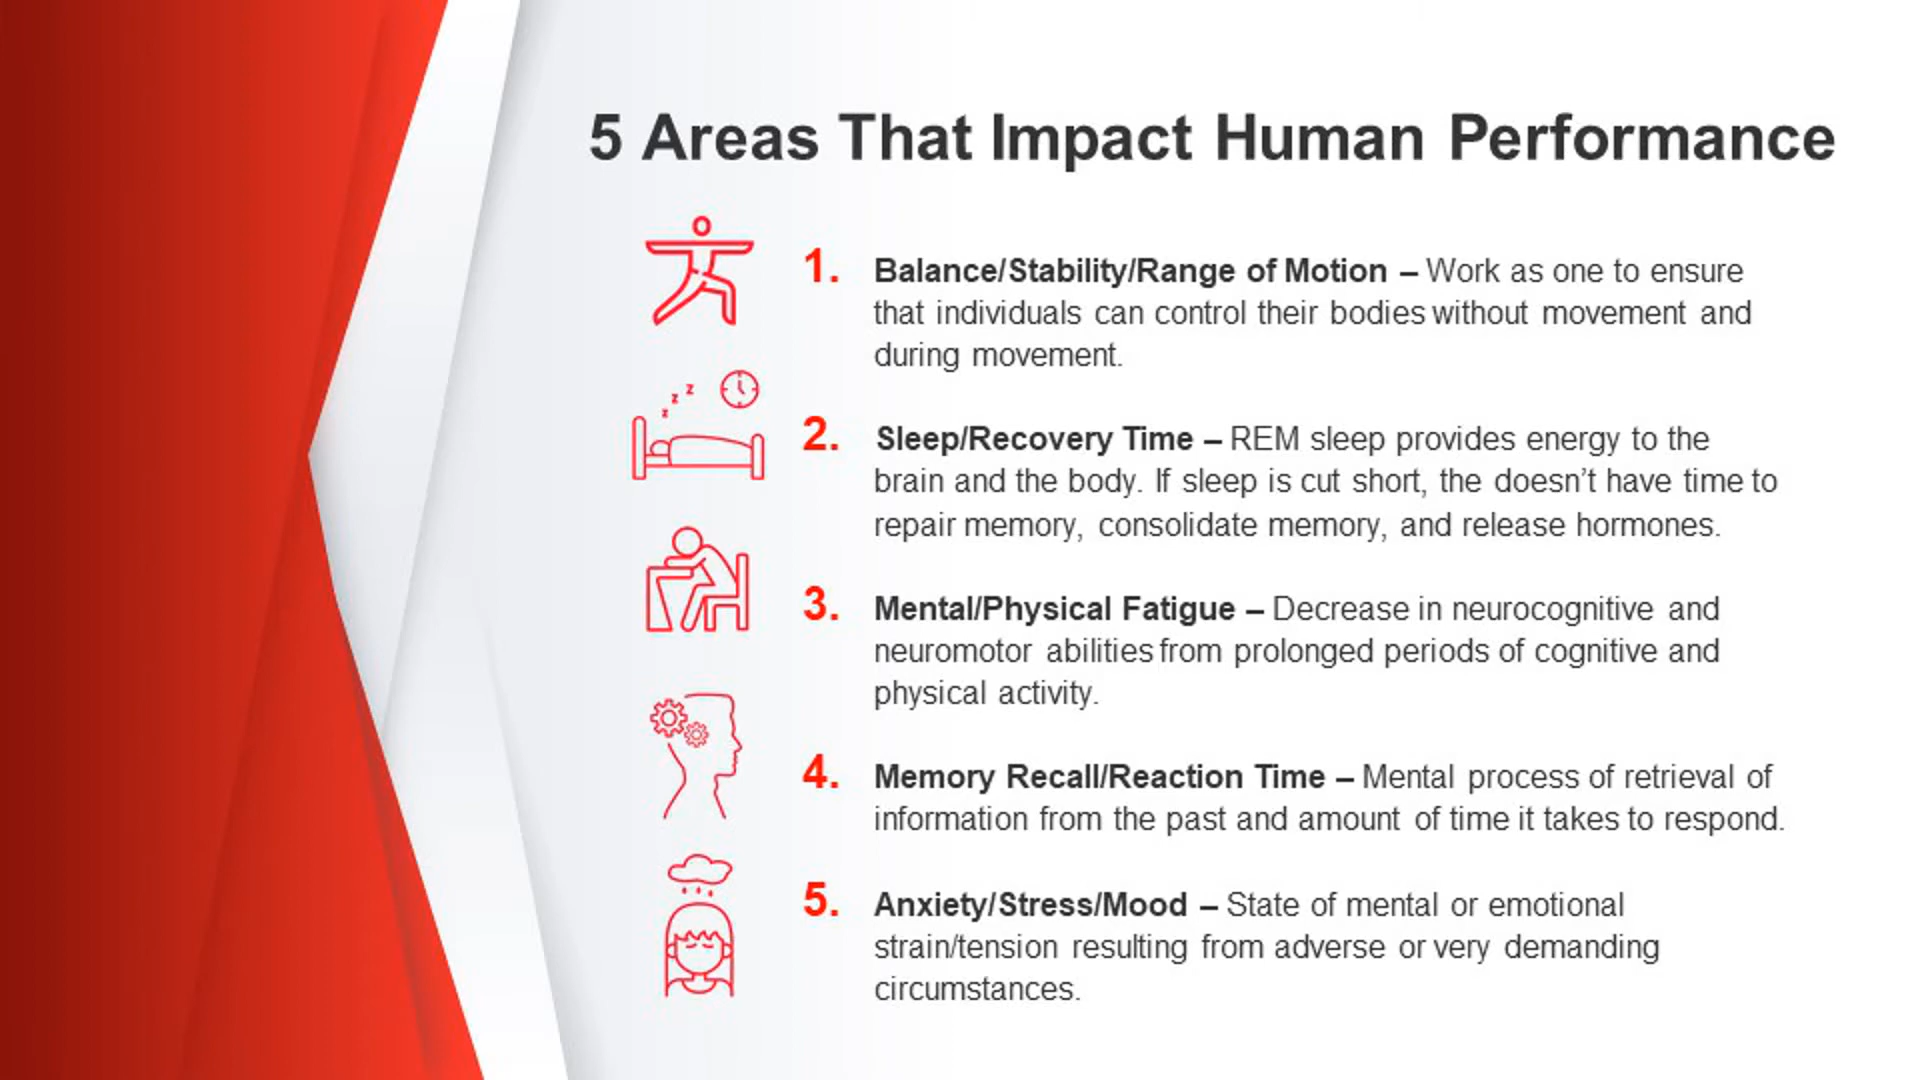 5 Areas That Impact Human Performance
1. Balance/Stability/Range of Motion – Work as one to ensure
that individuals can control their bodies without movement and
during movement.
z z z
2. Sleep/Recovery Time – REM sleep provides energy to the
brain and the body. If sleep is cut short, the doesn’t have time to
repair memory, consolidate memory, and release hormones.
3. Mental/Physical Fatigue – Decrease in neurocognitive and
neuromotor abilities from prolonged periods of cognitive and
physical activity.
4. Memory Recall/Reaction Time – Mental process of retrieval of
information from the past and amount of time it takes to respond.
5. Anxiety/Stress/Mood – State of mental or emotional
strain/tension resulting from adverse or very demanding
circumstances.